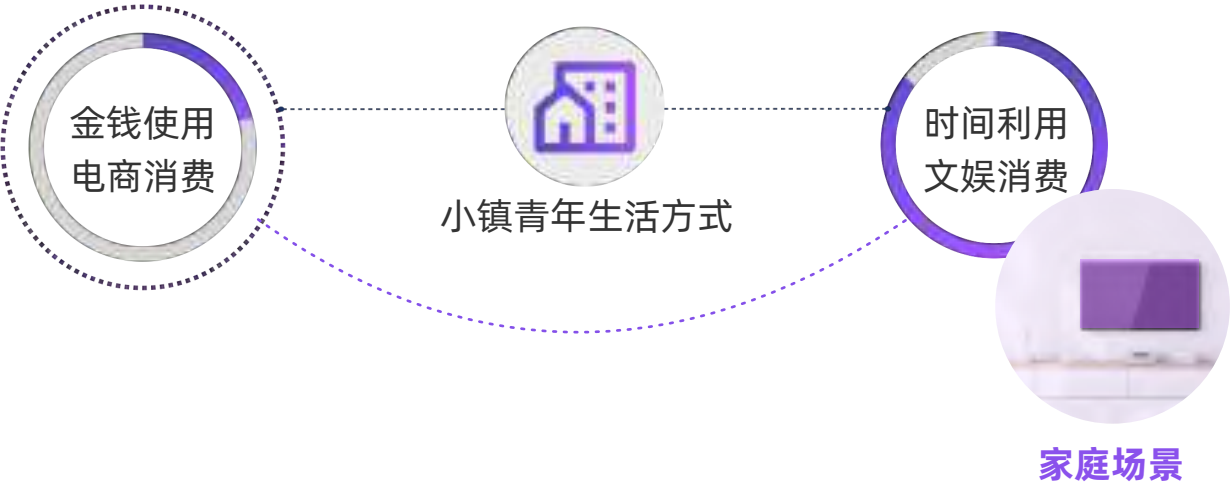 金钱使用
电商消费
小镇青年生活方式
时间利用
文娱消费
家庭场景